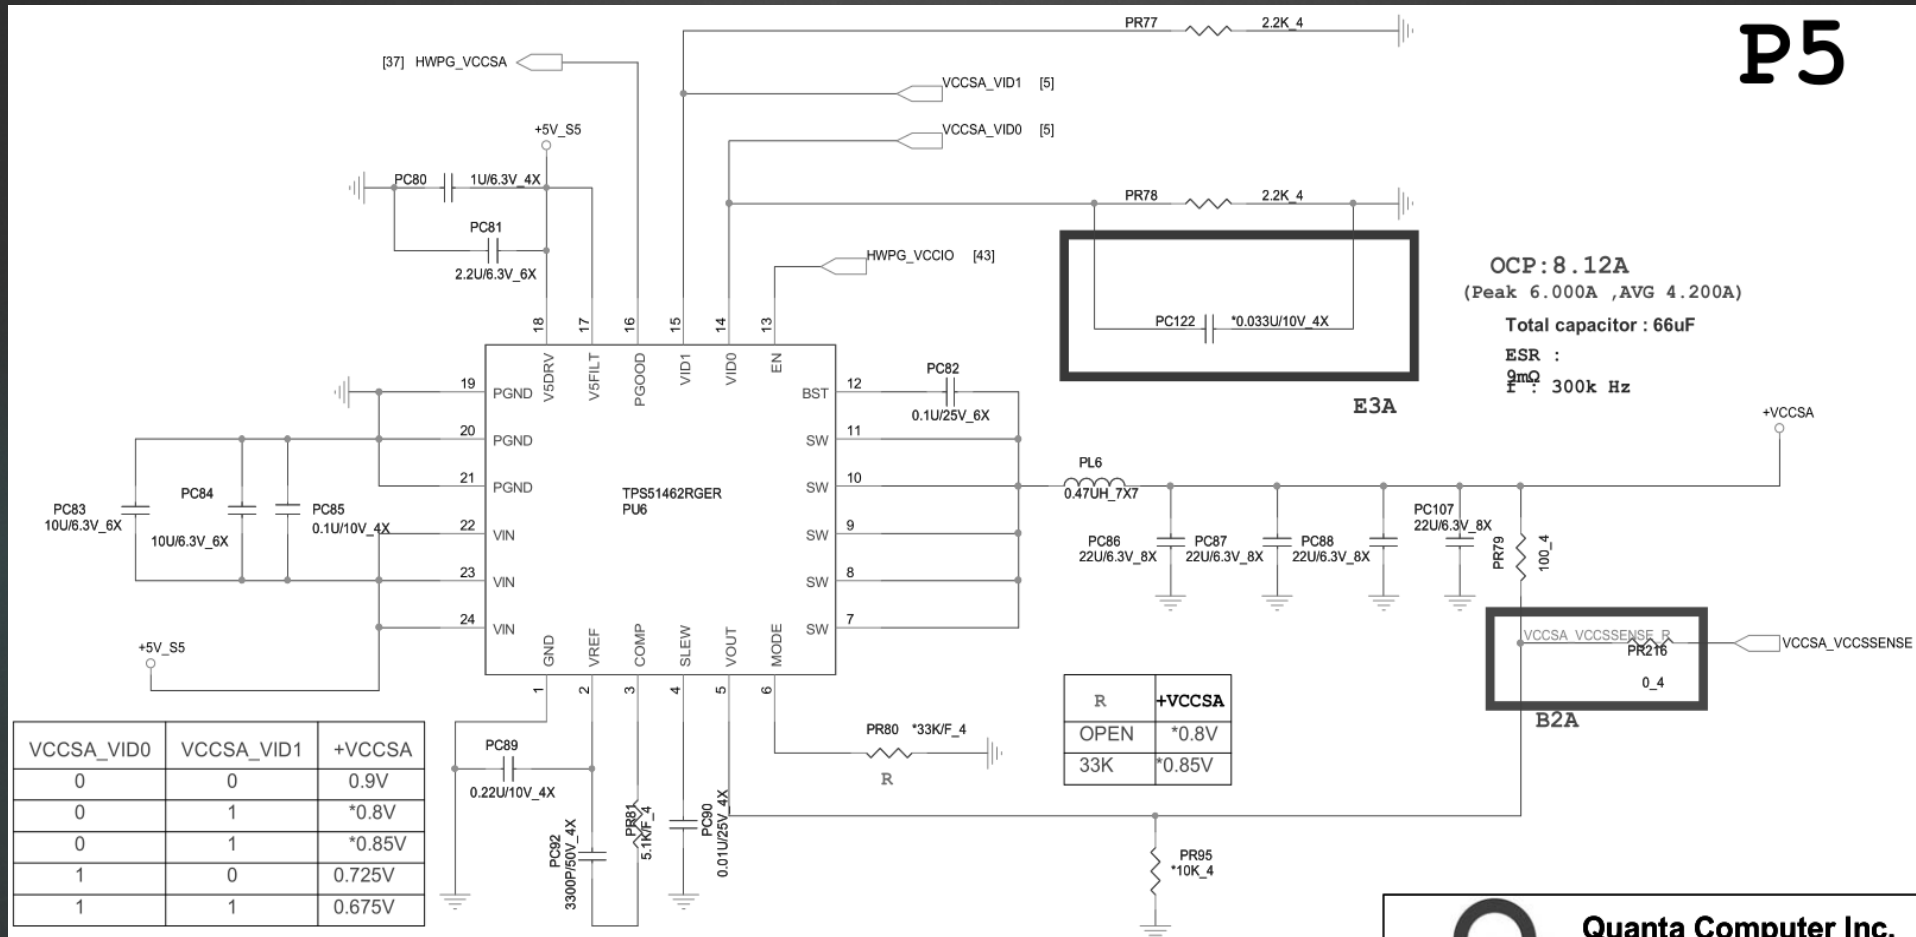 PR77 2.2K_4
P5
[37] HWPG_VCCSA
VCCSA_VID1 [5]
+5V_S5
VCCSA_VID0 [5]
PC80 1U/6.3V_4X
PR78 2.2K_4
PC81
2.2U/6.3V_6X
HWPG_VCCIO [43]
OCP:8.12A
(Peak 6.000A ,AVG 4.200A)
Total capacitor : 66uF
ESR :
9mΩ
f : 300k Hz
PC122 *0.033U/10V_4X
E3A
18 17 16 15 14 13
V5DRV V5FILT PGOOD VID1 VID0 EN
19 PGND
20 PGND
21 PGND
22 VIN
23 VIN
24 VIN
BST 12
SW 11
SW 10
SW 9
SW 8
SW 7
TPS51462RGER
PU6
PC82
0.1U/25V_6X
+VCCSA
PL6
0.47UH_7X7
PC83
10U/6.3V_6X
PC84
10U/6.3V_6X
PC85
0.1U/10V_4X
PC86
22U/6.3V_8X
PC87
22U/6.3V_8X
PC88
22U/6.3V_8X
PC107
22U/6.3V_8X
PR79
100_4
VCCSA_VCCSSENSE_R
PR216
0_4
VCCSA_VCCSSENSE
B2A
+5V_S5
GND VREF COMP SLEW VOUT MODE
1 2 3 4 5 6
PR80 *33K/F_4
R
R +VCCSA
OPEN *0.8V
33K *0.85V
PC89
0.22U/10V_4X
PC92
3300P/50V_4X
PR81
5.1K/F_4
PC90
0.01U/25V_4X
PR95
*10K_4
VCCSA_VID0 VCCSA_VID1 +VCCSA
0 0 0.9V
0 1 *0.8V
0 1 *0.85V
1 0 0.725V
1 1 0.675V
Quanta Computer Inc.